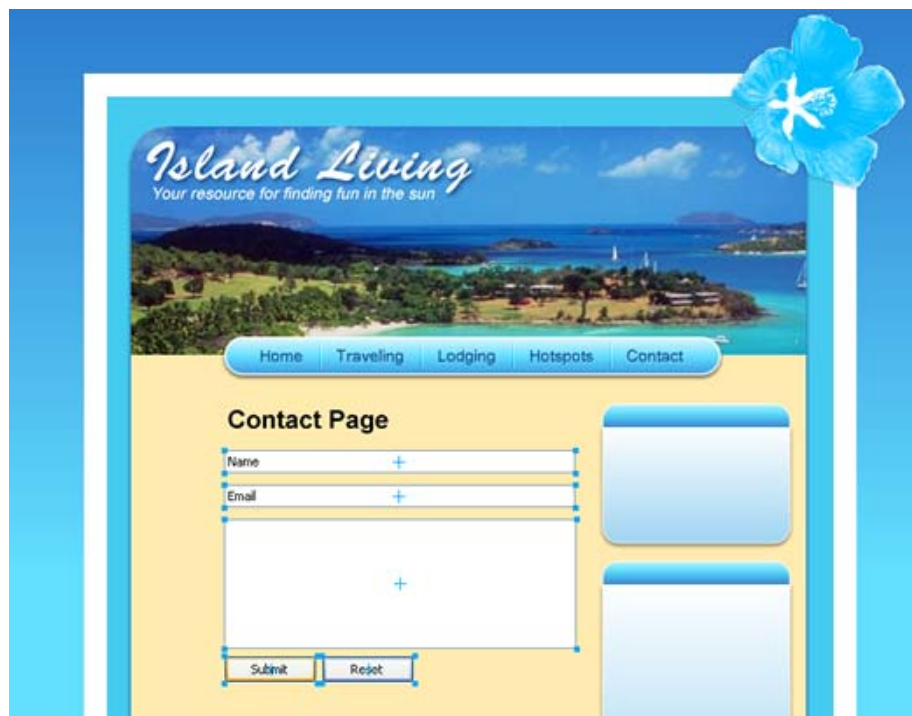 Island Living
Your resource for finding fun in the sun
Home Traveling Lodging Hotspots Contact
Contact Page
Name
Email
Submit Reset